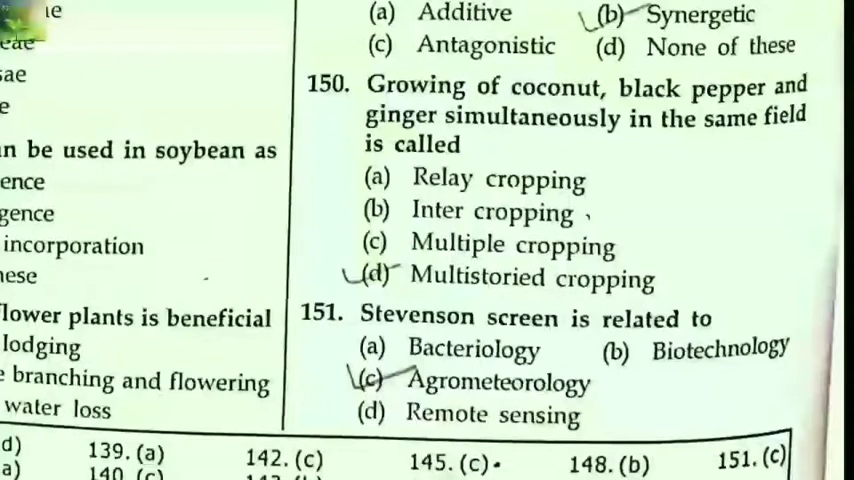 sae
e
n be used in soybean as
ence
gence
incorporation
lower plants is beneficial
lodging
branching and flowering
water loss
(a) Additive (b) Synergetic
(c) Antagonistic (d) None of these
150. Growing of coconut, black pepper and
ginger simultaneously in the same field
is called
(a) Relay cropping
(b) Inter cropping
(c) Multiple cropping
(d) Multistoried cropping
151. Stevenson screen is related to
(a) Bacteriology (b) Biotechnology
(c) Agrometeorology
(d) Remote sensing
d) 139. (a) 142. (c) 145. (c) 148. (b) 151. (c)
a) 140. (c)